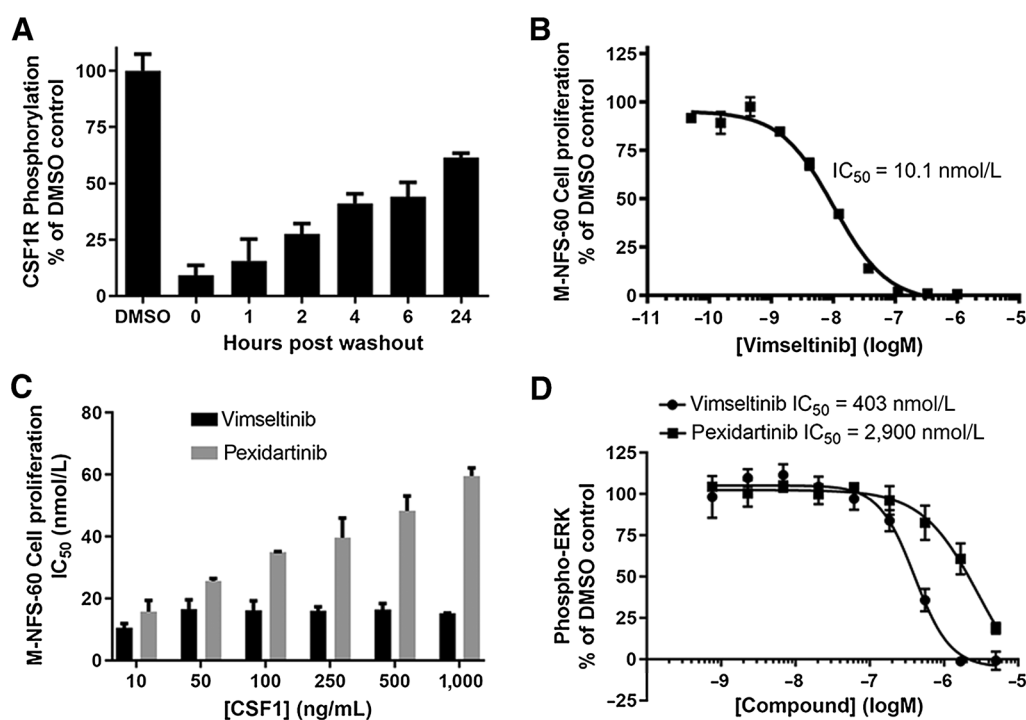 A
CSF1R Phosphorylation
% of DMSO control
100
75
50
25
0
DMSO 0 1 2 4 6 24
Hours post washout
B
M-NFS-60 Cell proliferation
% of DMSO control
125
100
75
50
25
0
IC50 = 10.1 nmol/L
−11 −10 −9 −8 −7 −6 −5
[Vimseltinib] (logM)
C
M-NFS-60 Cell proliferation
IC50 (nmol/L)
80
60
40
20
0
Vimseltinib
Pexidartinib
10 50 100 250 500 1,000
[CSF1] (ng/mL)
D
Vimseltinib IC50 = 403 nmol/L
Pexidartinib IC50 = 2,900 nmol/L
Phospho-ERK
% of DMSO control
125
100
75
50
25
0
−25
−9 −8 −7 −6 −5
[Compound] (logM)